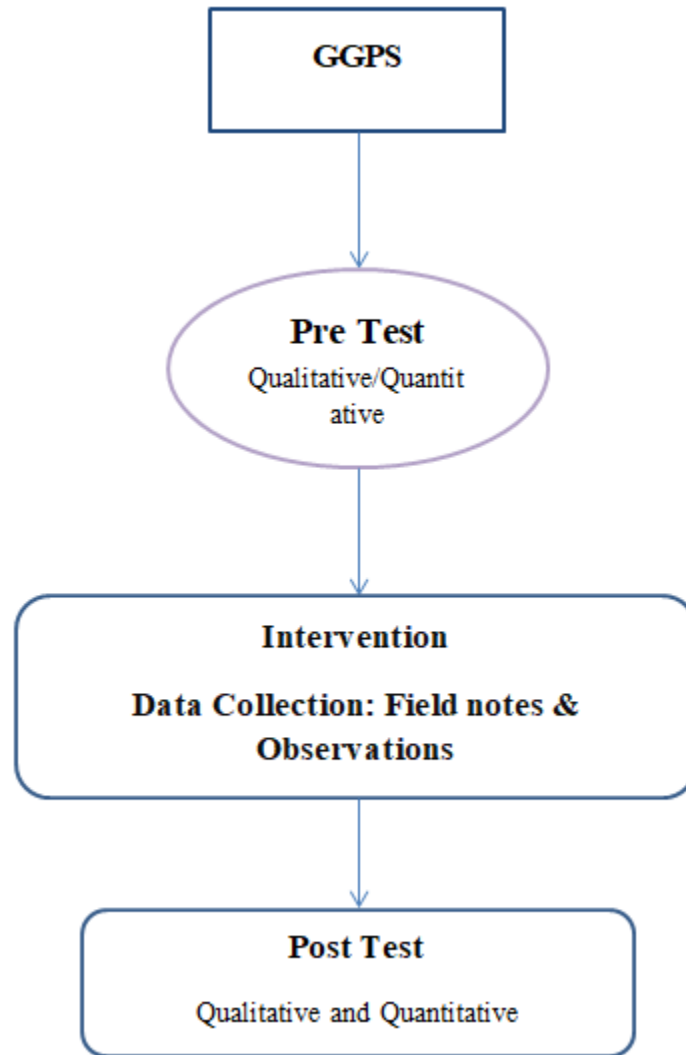 GGPS
Pre Test
Qualitative/Quantit
ative
Intervention
Data Collection: Field notes &
Observations
Post Test
Qualitative and Quantitative